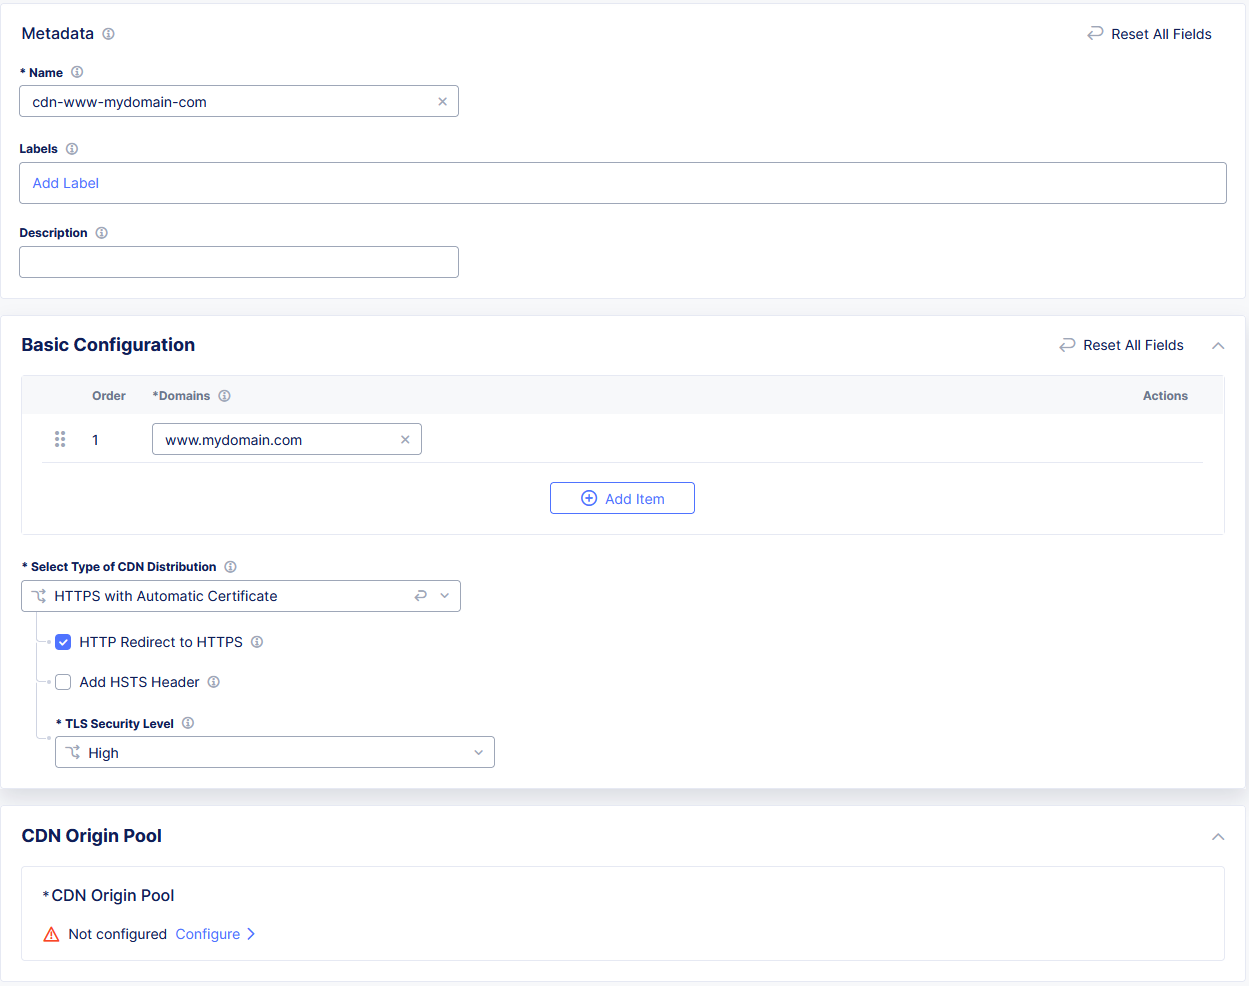 Metadata
Reset All Fields
* Name
cdn-www-mydomain-com
Labels
Add Label
Description
Basic Configuration
Reset All Fields
Order *Domains Actions
1 www.mydomain.com
Add Item
* Select Type of CDN Distribution
HTTPS with Automatic Certificate
HTTP Redirect to HTTPS
Add HSTS Header
* TLS Security Level
High
CDN Origin Pool
*CDN Origin Pool
Not configured Configure